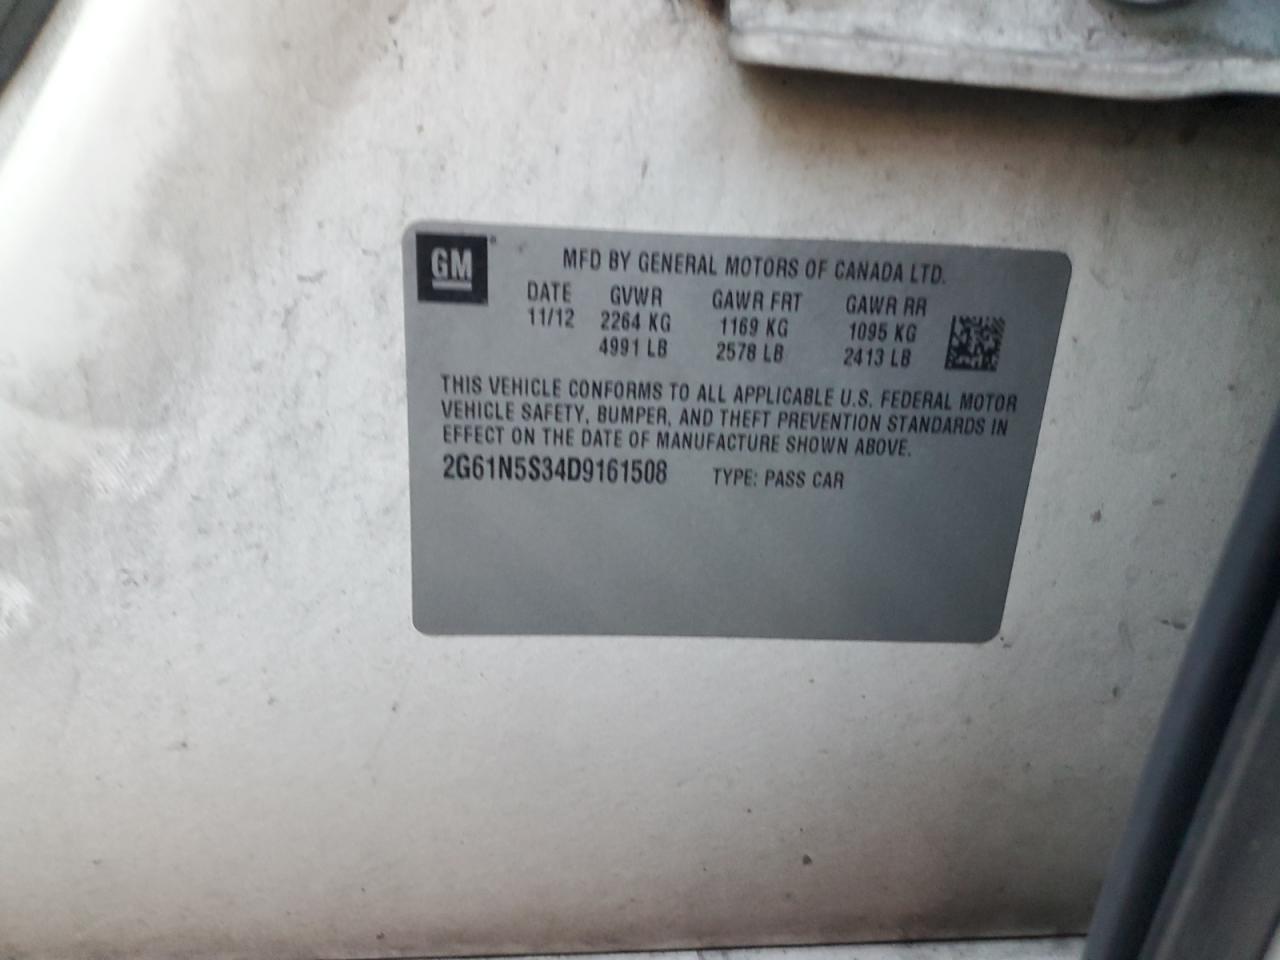 GM
MFD BY GENERAL MOTORS OF CANADA LTD.
DATE GVWR GAWR FRT GAWR RR
11/12 2264 KG 1169 KG 1095 KG
4991 LB 2578 LB 2413 LB
THIS VEHICLE CONFORMS TO ALL APPLICABLE U.S. FEDERAL MOTOR
VEHICLE SAFETY, BUMPER, AND THEFT PREVENTION STANDARDS IN
EFFECT ON THE DATE OF MANUFACTURE SHOWN ABOVE.
2G61N5S34D9161508 TYPE: PASS CAR